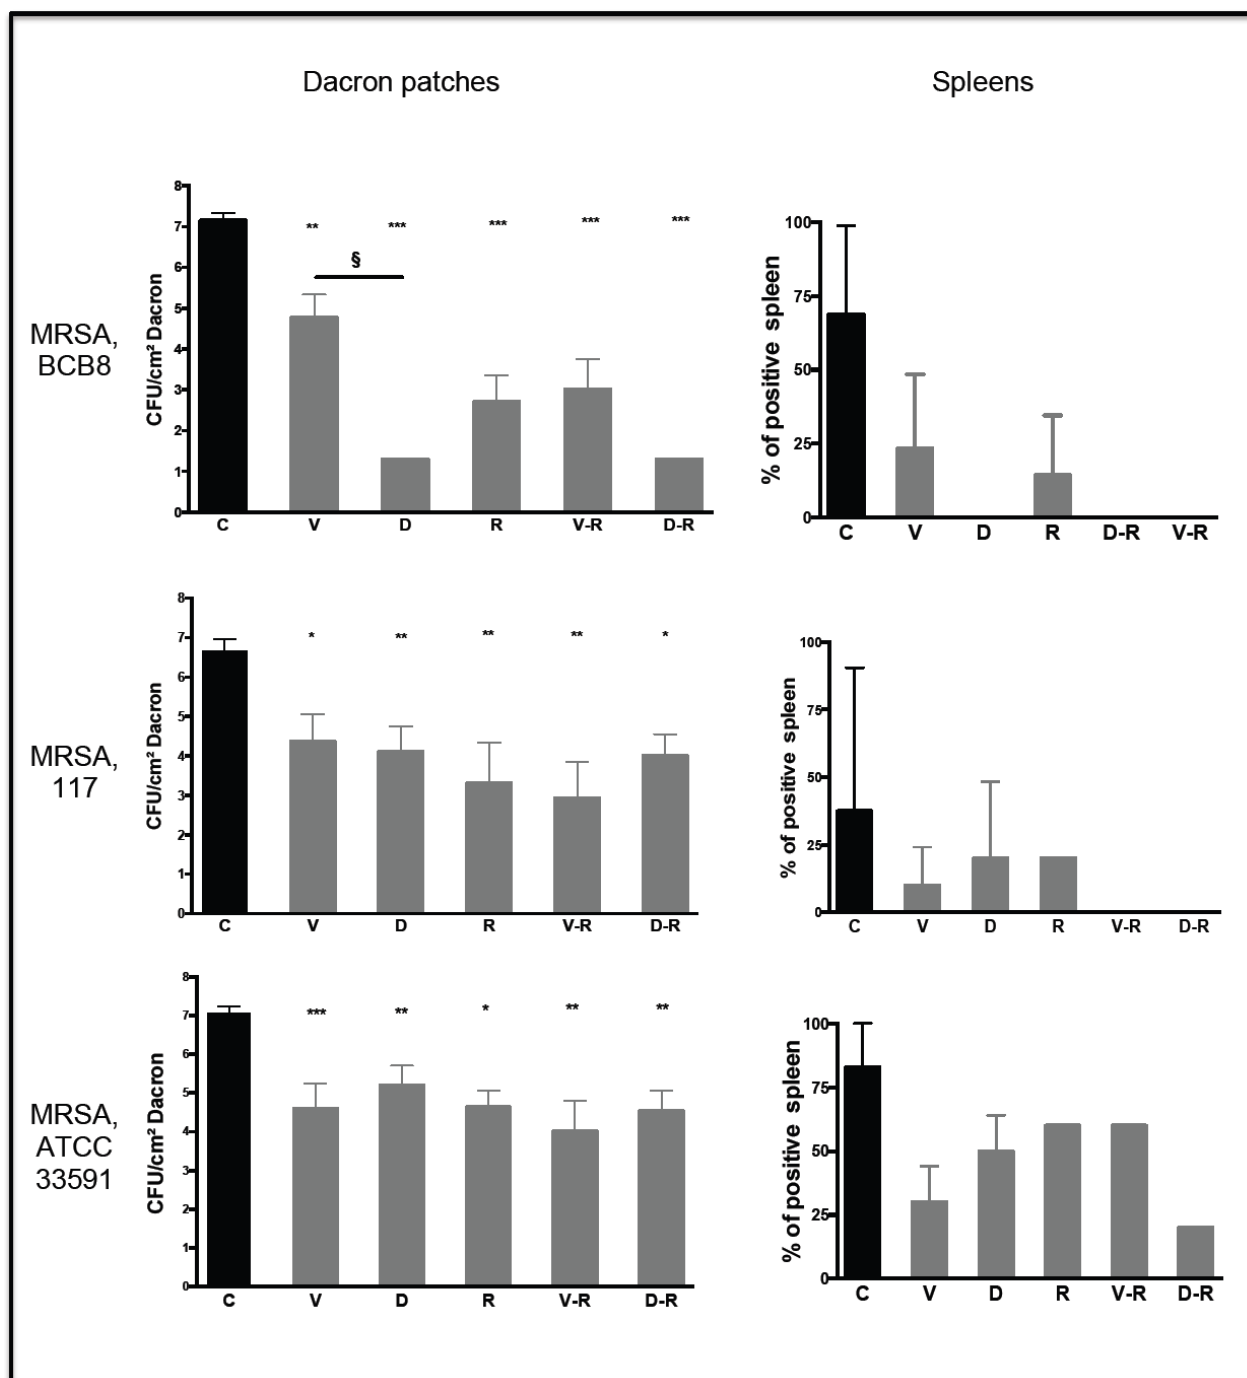 Dacron patches
Spleens
MRSA,
BCB8
CFU/cm² Dacron
8
7
6
5
4
3
2
1
0
** *** *** *** ***
§
C V D R V-R D-R
% of positive spleen
100
75
50
25
0
C V D R D-R V-R
MRSA,
117
CFU/cm² Dacron
8
7
6
5
4
3
2
1
0
* ** ** ** *
C V D R V-R D-R
% of positive spleen
100
75
50
25
0
C V D R V-R D-R
MRSA,
ATCC
33591
CFU/cm² Dacron
8
7
6
5
4
3
2
1
0
*** ** * ** **
C V D R V-R D-R
% of positive spleen
100
75
50
25
0
C V D R V-R D-R